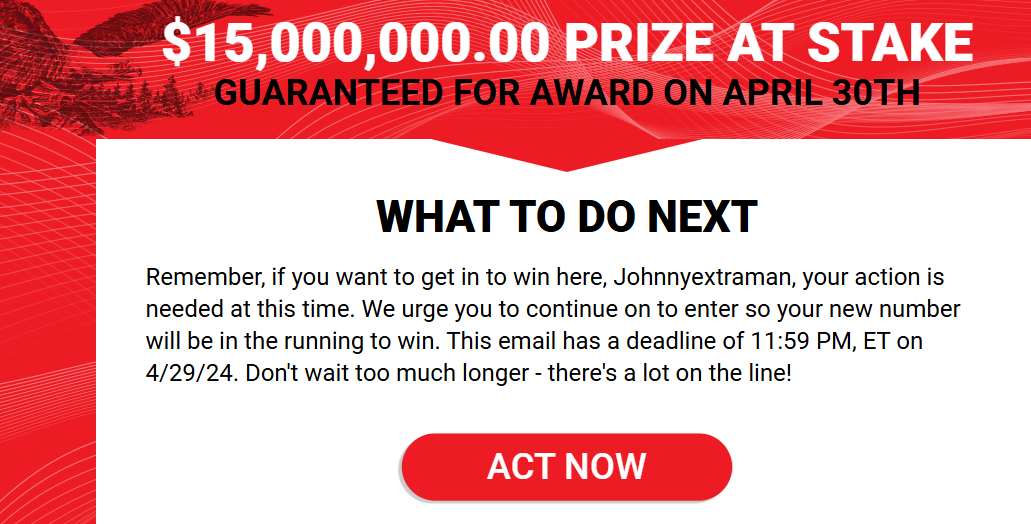 $15,000,000.00 PRIZE AT STAKE
GUARANTEED FOR AWARD ON APRIL 30TH
WHAT TO DO NEXT
Remember, if you want to get in to win here, Johnnyextraman, your action is
needed at this time. We urge you to continue on to enter so your new number
will be in the running to win. This email has a deadline of 11:59 PM, ET on
4/29/24. Don't wait too much longer - there's a lot on the line!
ACT NOW